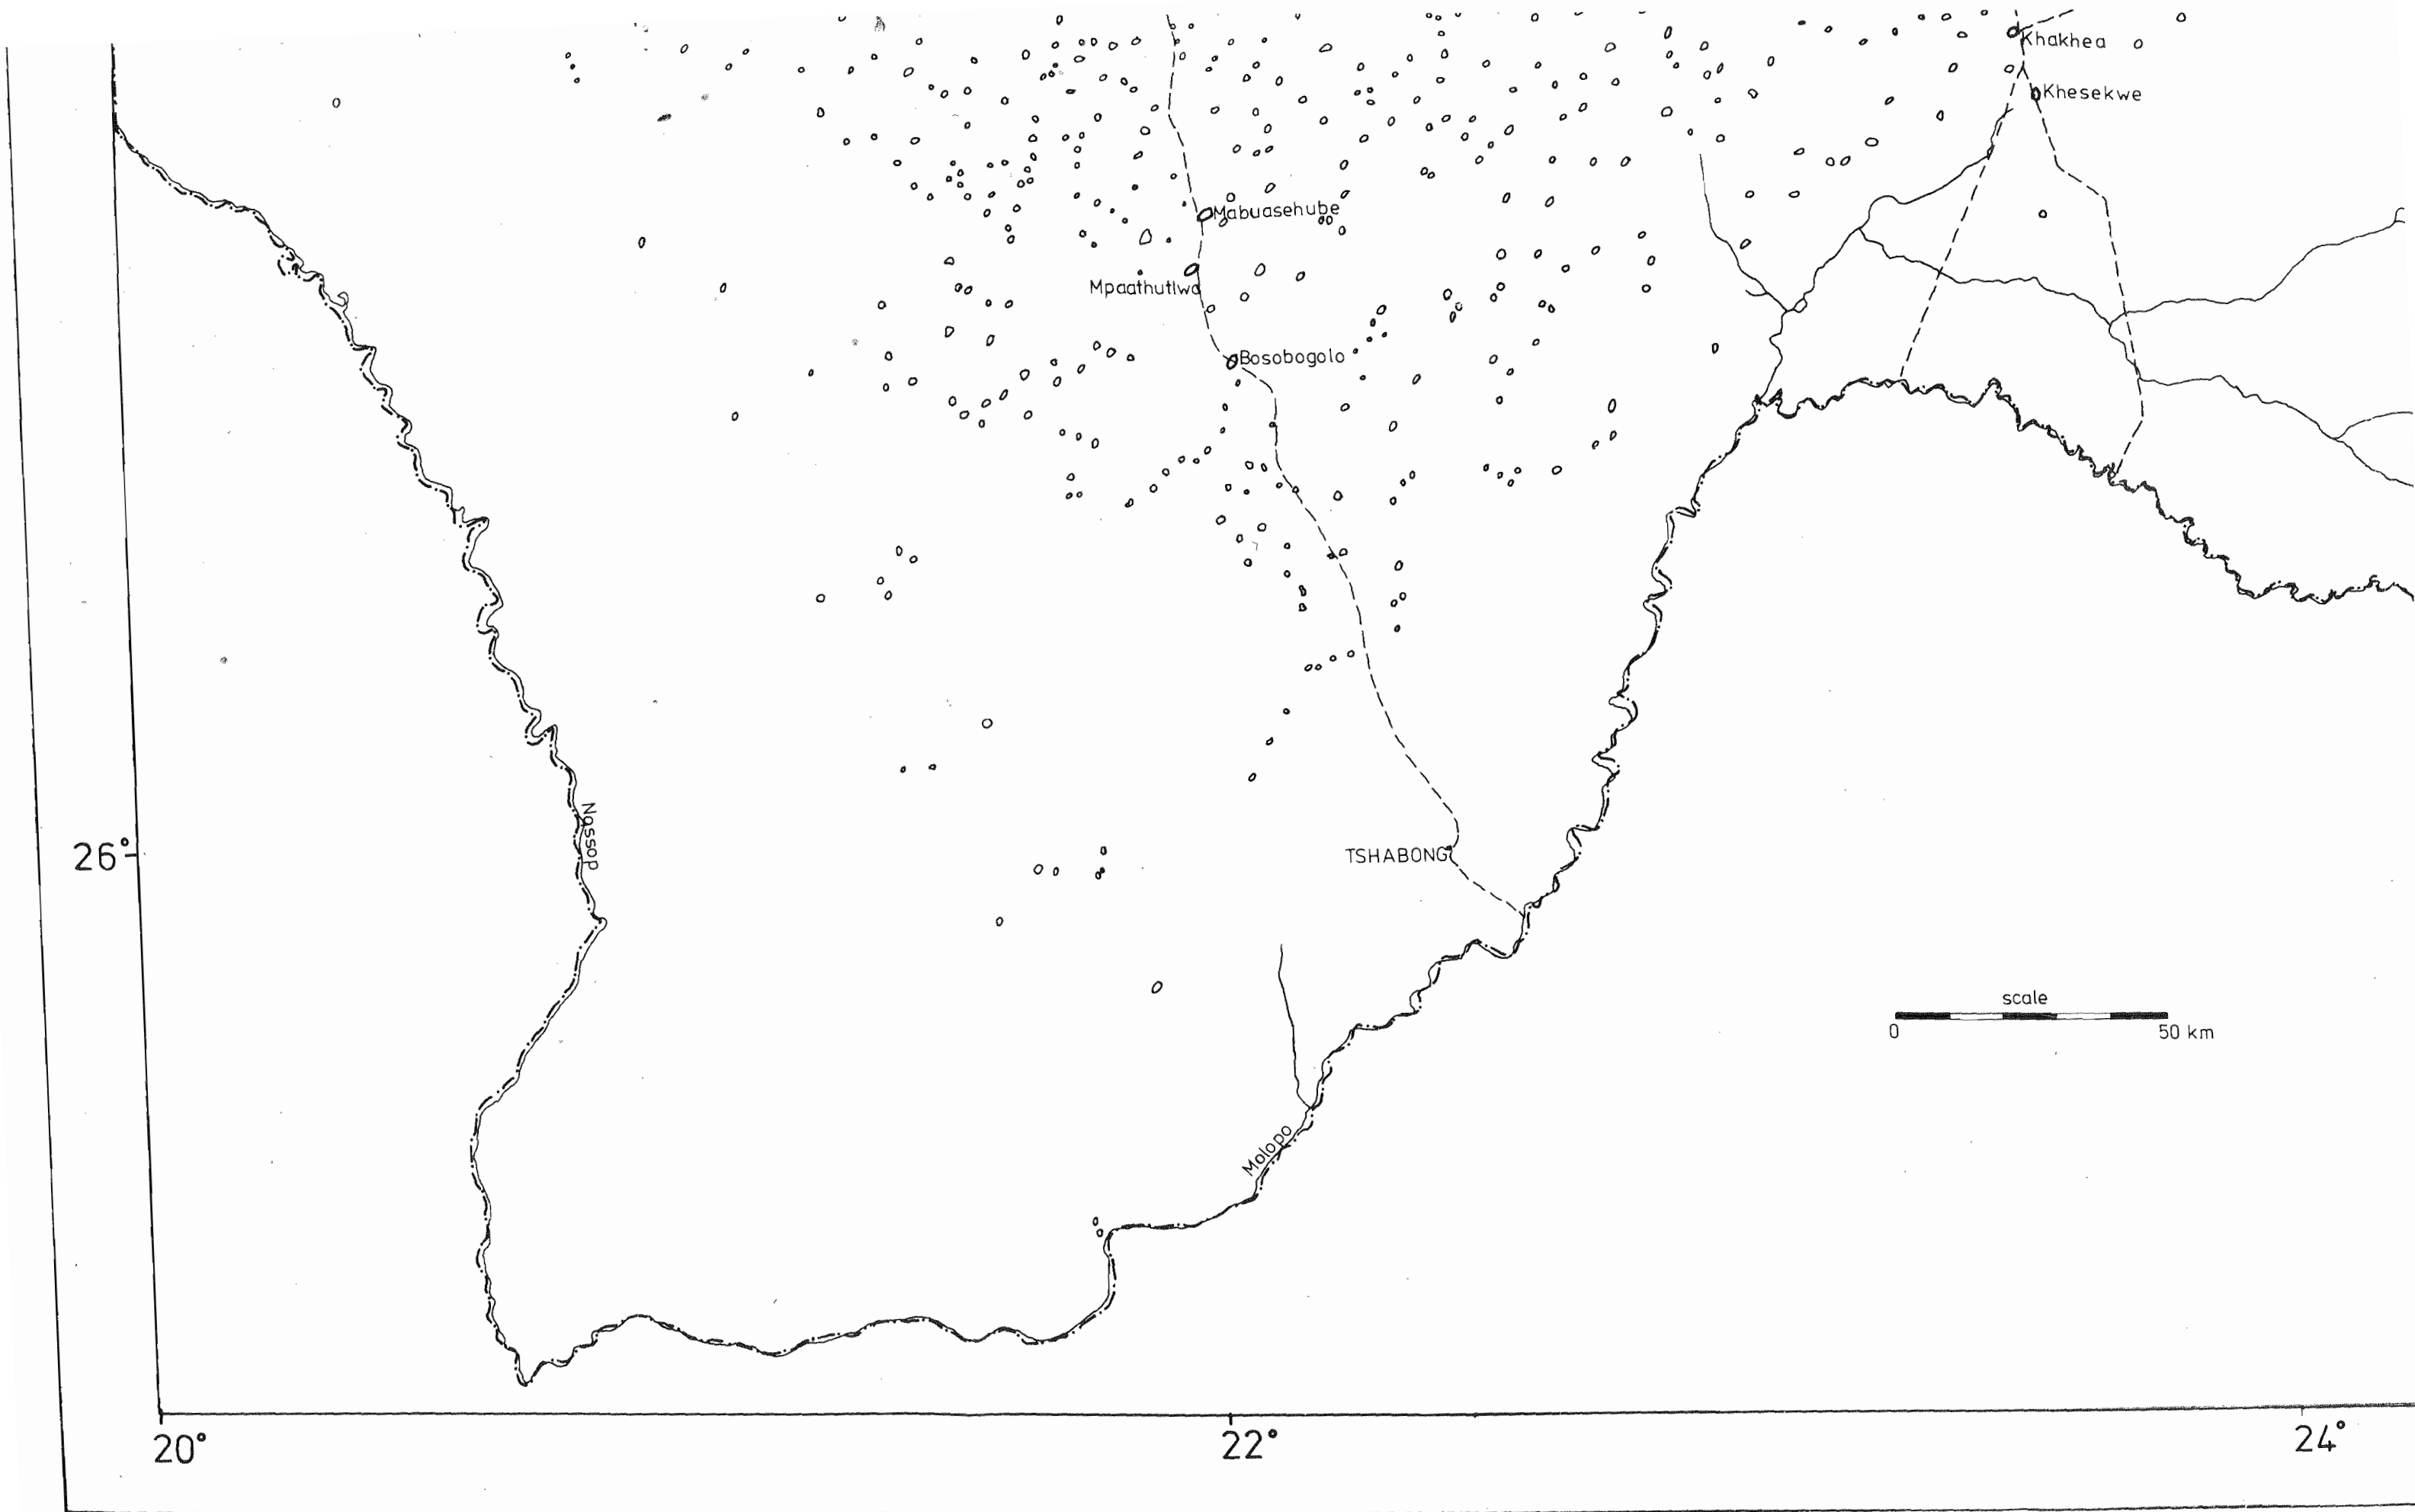 Khakhea
Khesekwe
Mabuasehube
Mpaathutlwa
Bosobogolo
Nossop
26°
TSHABONG
scale
0
50 km
Molopo
20°
22°
24°